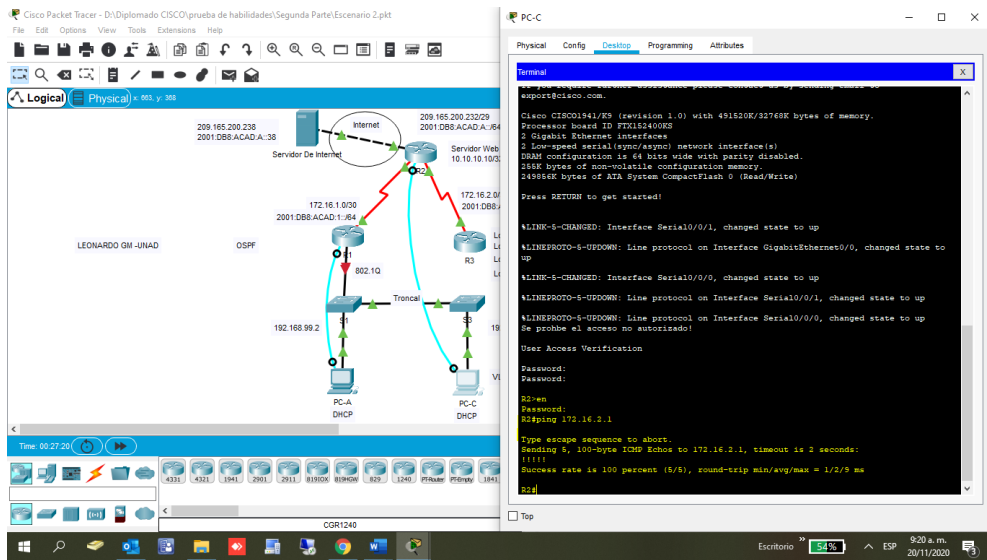 Cisco Packet Tracer - D:\Diplomado CISCO\prueba de habilidades\Segunda Parte\Escenario 2.pkt
File Edit Options View Tools Extensions Help
Logical Physical x: 663, y: 368
209.165.200.238
2001:DB8:ACAD:A::38
Internet
209.165.200.232/29
2001:DB8:ACAD:A::/64
Servidor De Internet
Servidor Web
10.10.10.10/32
R2
172.16.1.0/30
2001:DB8:ACAD:1::/64
172.16.2.0/
2001:DB8:
LEONARDO GM -UNAD
OSPF
R1
R3
802.1Q
Troncal
S1
S3
192.168.99.2
19
PC-A
DHCP
PC-C
DHCP
Time: 00:27:20
4331 4321 1941 2901 2911 819IOX 819HGW 829 1240 PT-Router PT-Empty 1841
CGR1240
PC-C
Physical Config Desktop Programming Attributes
Terminal X
export@cisco.com.
Cisco CISCO1941/K9 (revision 1.0) with 491520K/32768K bytes of memory.
Processor board ID FTX152400KS
2 Gigabit Ethernet interfaces
2 Low-speed serial(sync/async) network interface(s)
DRAM configuration is 64 bits wide with parity disabled.
255K bytes of non-volatile configuration memory.
249856K bytes of ATA System CompactFlash 0 (Read/Write)
Press RETURN to get started!
%LINK-5-CHANGED: Interface Serial0/0/1, changed state to up
%LINEPROTO-5-UPDOWN: Line protocol on Interface GigabitEthernet0/0, changed state to
up
%LINK-5-CHANGED: Interface Serial0/0/0, changed state to up
%LINEPROTO-5-UPDOWN: Line protocol on Interface Serial0/0/1, changed state to up
%LINEPROTO-5-UPDOWN: Line protocol on Interface Serial0/0/0, changed state to up
Se prohbe el acceso no autorizado!
User Access Verification
Password:
Password:
R2>en
Password:
R2#ping 172.16.2.1
Type escape sequence to abort.
Sending 5, 100-byte ICMP Echos to 172.16.2.1, timeout is 2 seconds:
!!!!!
Success rate is 100 percent (5/5), round-trip min/avg/max = 1/2/9 ms
R2#
Top
Escritorio
54%
ESP
9:20 a. m.
20/11/2020
3